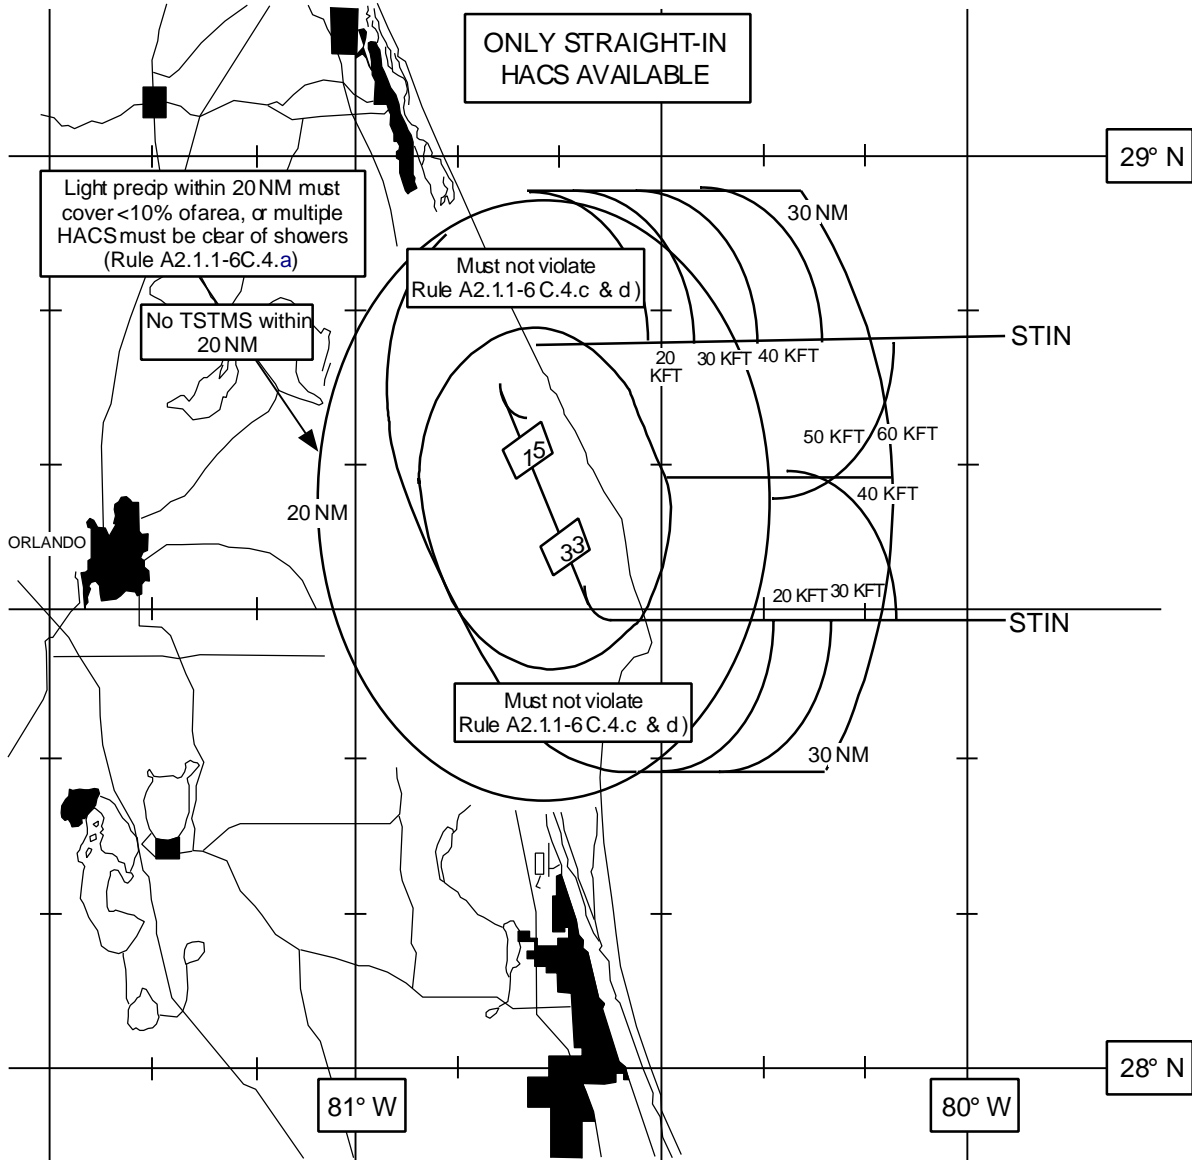 ONLY STRAIGHT-IN
HACS AVAILABLE
29° N
Light precip within 20 NM must
cover <10% of area, or multiple
HACS must be clear of showers
(Rule A2.1.1-6C.4.a)
30 NM
Must not violate
Rule A2.1.1-6 C.4.c & d)
No TSTMS within
20 NM
STIN
20
KFT
30 KFT
40 KFT
50 KFT
60 KFT
15
40 KFT
20 NM
ORLANDO
33
20 KFT
30 KFT
STIN
Must not violate
Rule A2.1.1-6 C.4.c & d)
30 NM
28° N
81° W
80° W